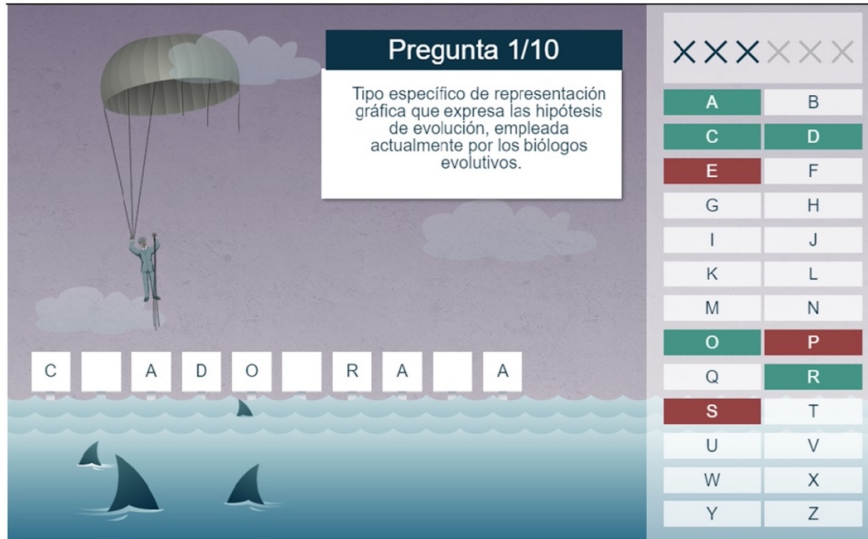 Pregunta 1/10
Tipo específico de representación
gráfica que expresa las hipótesis
de evolución, empleada
actualmente por los biólogos
evolutivos.
C A D O R A A
X X X X X X
A B
C D
E F
G H
I J
K L
M N
O P
Q R
S T
U V
W X
Y Z